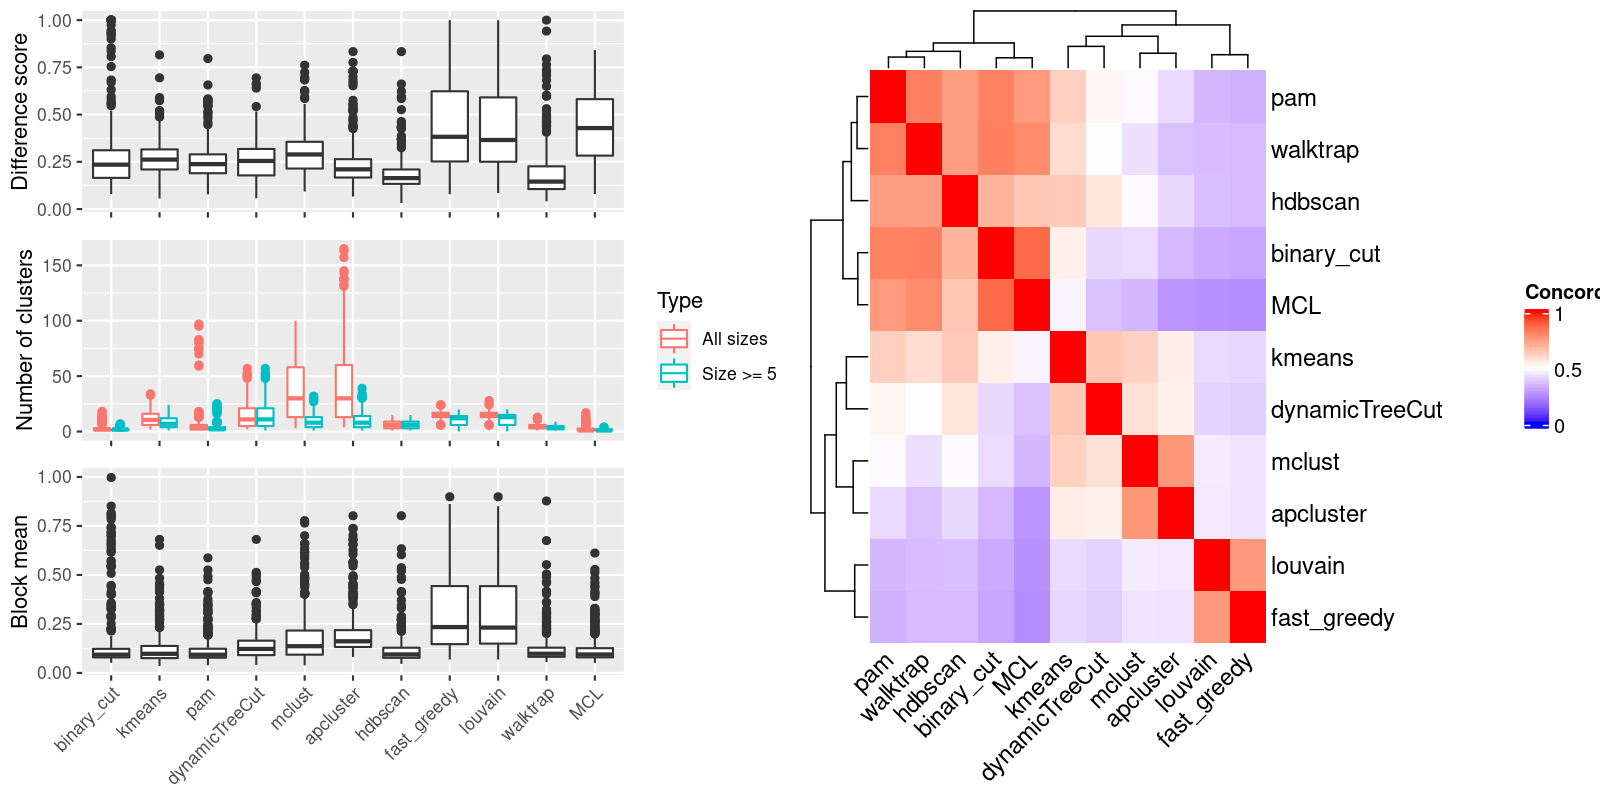 Difference score
1.00
0.75
0.50
0.25
0.00
Number of clusters
150
100
50
0
Block mean
1.00
0.75
0.50
0.25
0.00
binary_cut
kmeans
pam
dynamicTreeCut
mclust
apcluster
hdbscan
fast_greedy
louvain
walktrap
MCL
Type
All sizes
Size >= 5
pam
walktrap
hdbscan
binary_cut
MCL
kmeans
dynamicTreeCut
mclust
apcluster
louvain
fast_greedy
pam
walktrap
hdbscan
binary_cut
MCL
kmeans
dynamicTreeCut
mclust
apcluster
louvain
fast_greedy
Concord
1
0.5
0